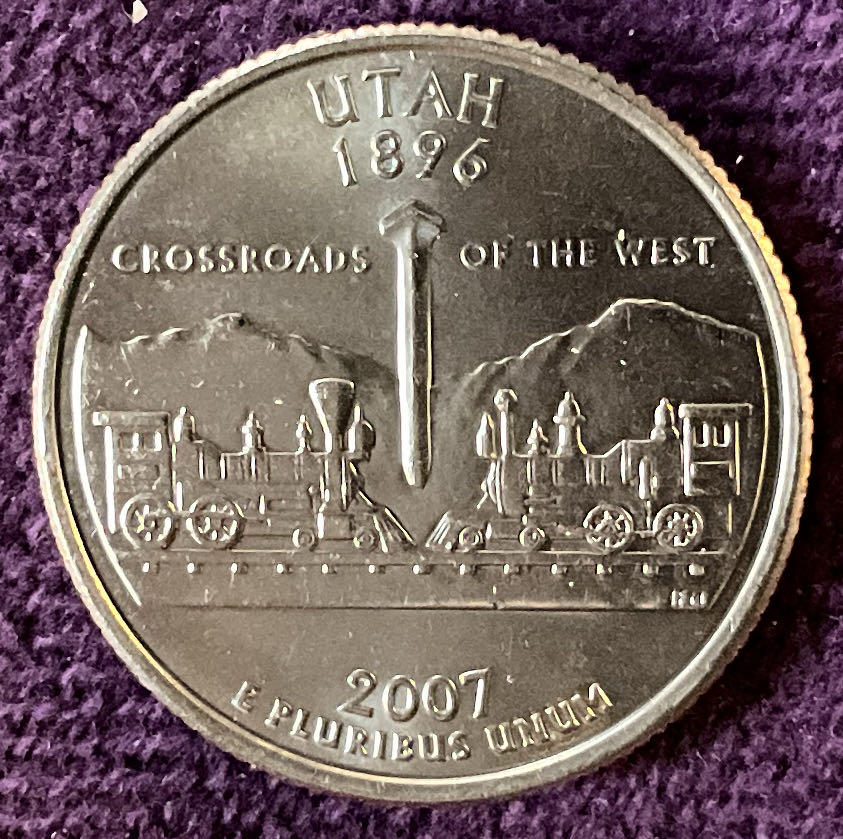 UTAH
1896
CROSSROADS OF THE WEST
2007
E PLURIBUS UNUM